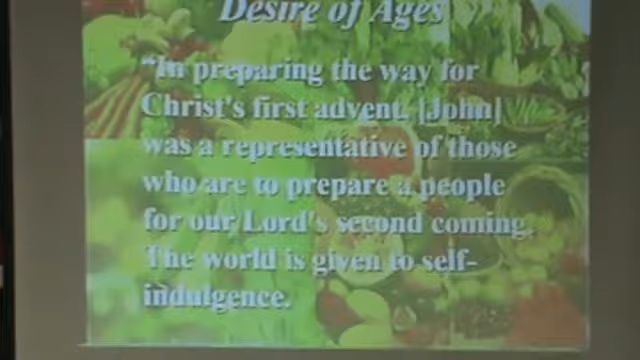 Desire of Ages
“In preparing the way for
Christ's first advent, [John]
was a representative of those
who are to prepare a people
for our Lord's second coming.
The world is given to self-
indulgence.